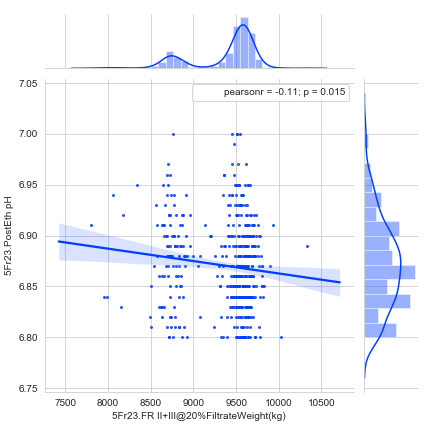 pearsonr = -0.11; p = 0.015
7.05
7.00
6.95
6.90
6.85
6.80
6.75
5Fr23.PostEth pH
7500 8000 8500 9000 9500 10000 10500
5Fr23.FR II+III@20%FiltrateWeight(kg)